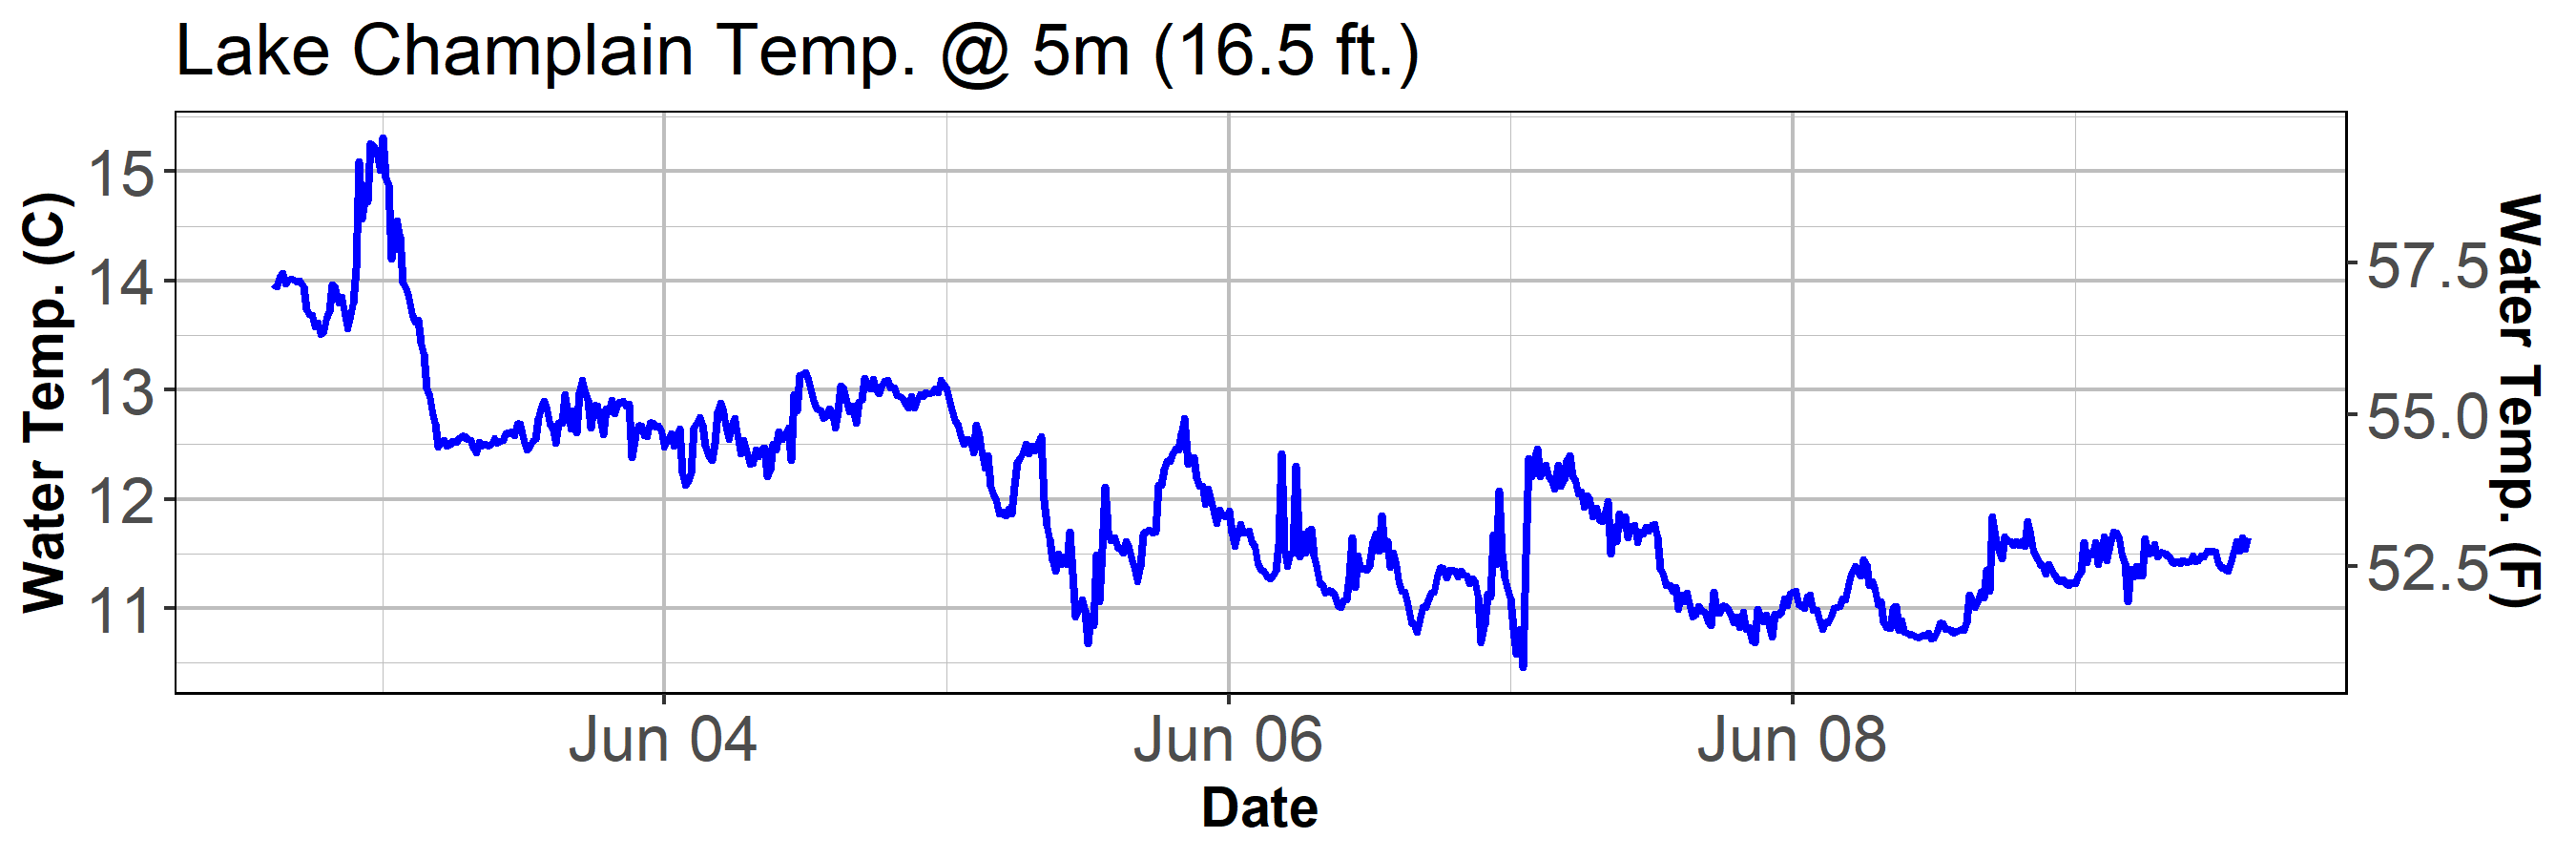 Lake Champlain Temp. @ 5m (16.5 ft.)
Water Temp. (C)
15
14
13
12
11
57.5
55.0
52.5
Water Temp. (F)
Jun 04
Jun 06
Jun 08
Date